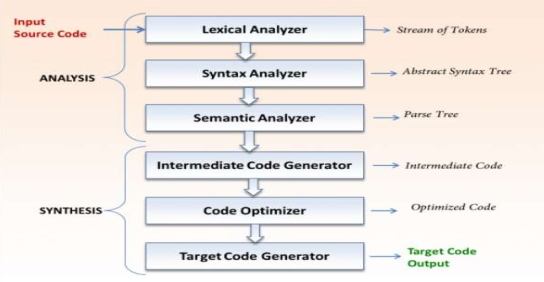 Input
Source Code
Lexical Analyzer
Stream of Tokens
ANALYSIS
Syntax Analyzer
Abstract Syntax Tree
Semantic Analyzer
Parse Tree
Intermediate Code Generator
Intermediate Code
SYNTHESIS
Code Optimizer
Optimized Code
Target Code Generator
Target Code
Output